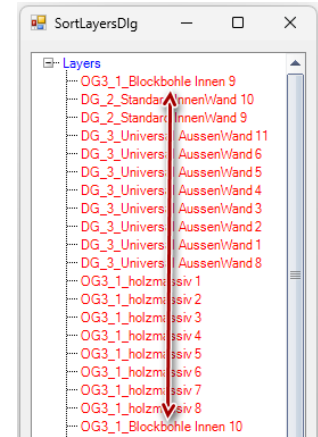 SortLayersDlg
Layers
OG3_1_Blockbohle Innen 9
DG_2_Standard InnenWand 10
DG_2_Standard InnenWand 9
DG_3_Universal AussenWand 11
DG_3_Universal AussenWand 6
DG_3_Universal AussenWand 5
DG_3_Universal AussenWand 4
DG_3_Universal AussenWand 3
DG_3_Universal AussenWand 2
DG_3_Universal AussenWand 1
DG_3_Universal AussenWand 8
OG3_1_holzmassiv 1
OG3_1_holzmassiv 2
OG3_1_holzmassiv 3
OG3_1_holzmassiv 4
OG3_1_holzmassiv 5
OG3_1_holzmassiv 6
OG3_1_holzmassiv 7
OG3_1_holzmassiv 8
OG3_1_Blockbohle Innen 10